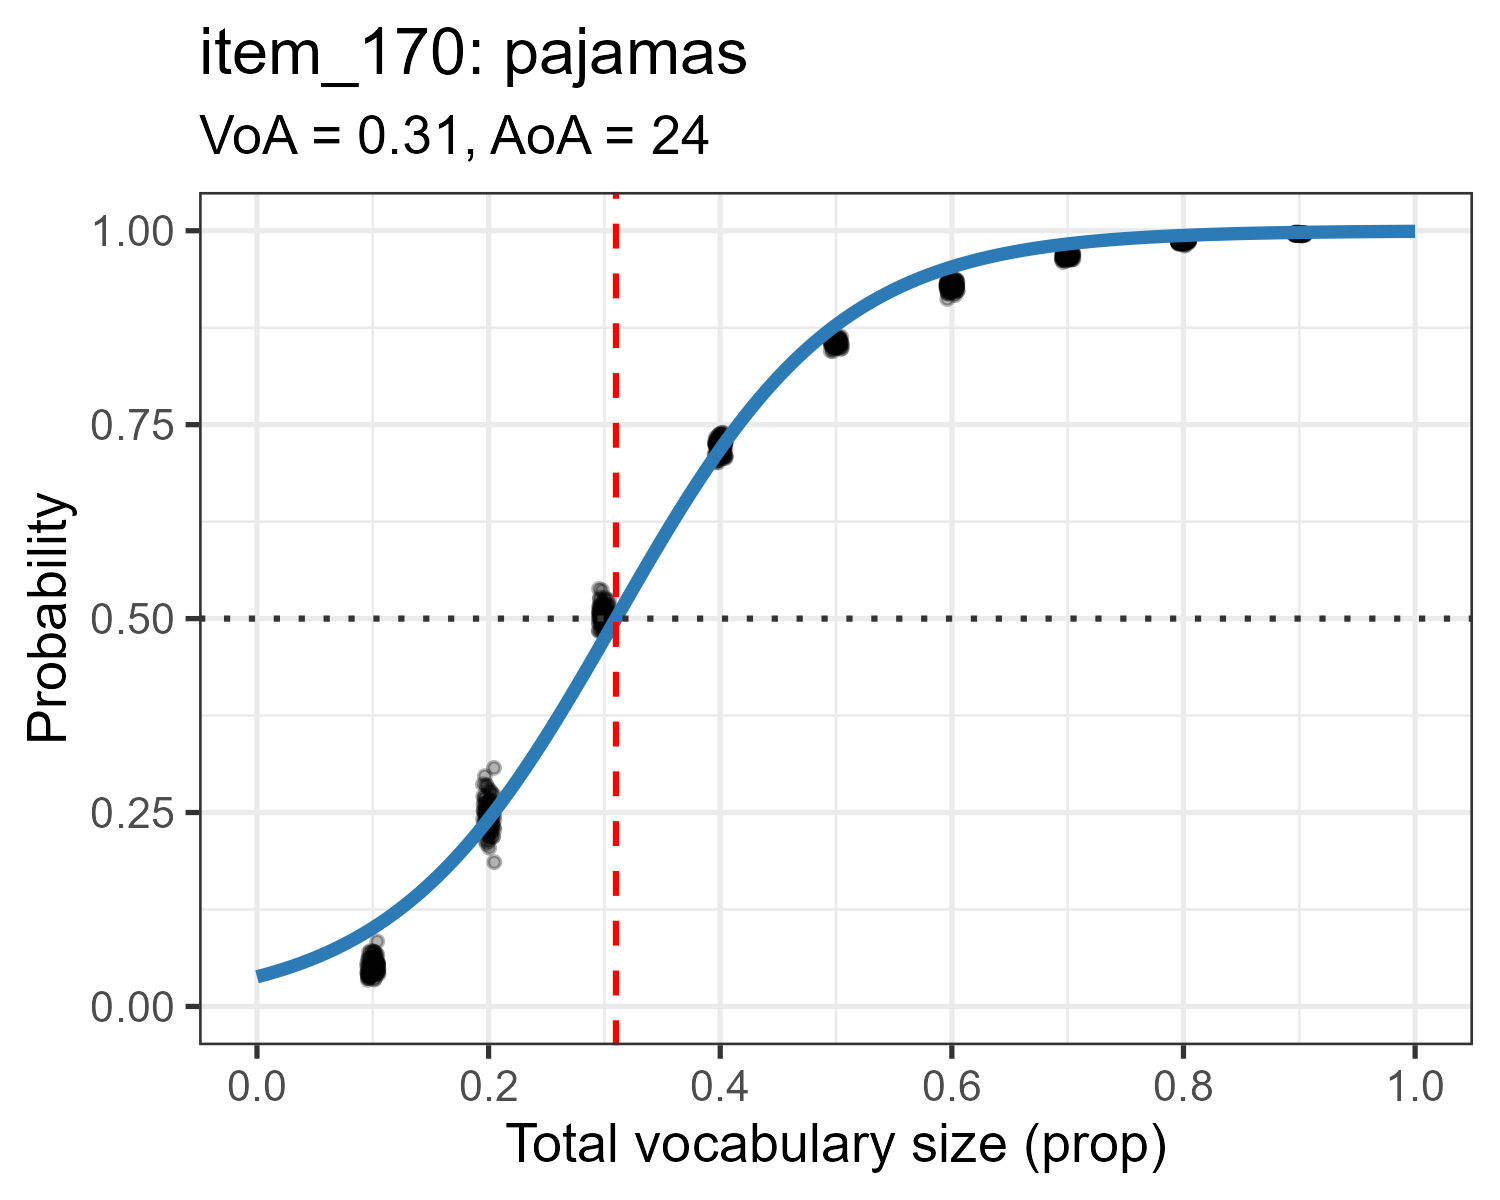 item_170: pajamas
VoA = 0.31, AoA = 24
1.00
0.75
0.50
0.25
0.00
Probability
0.0 0.2 0.4 0.6 0.8 1.0
Total vocabulary size (prop)